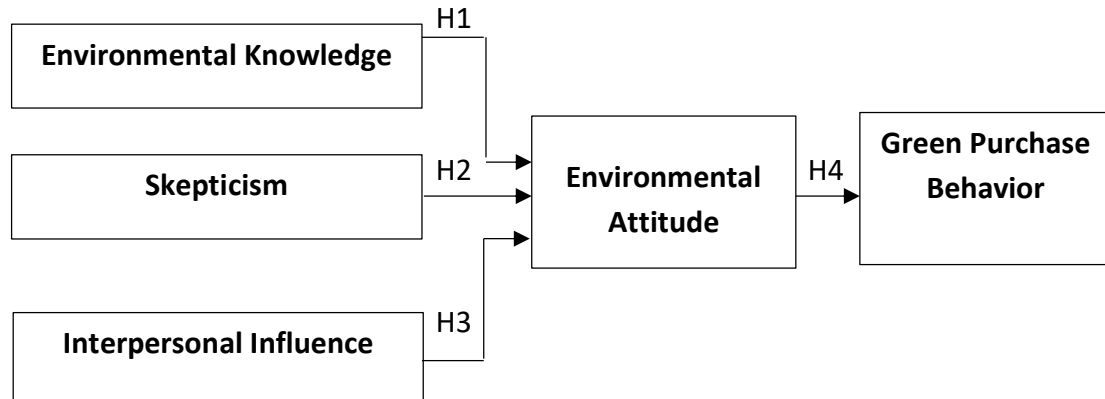 H1
Environmental Knowledge
Skepticism
H2
Interpersonal Influence
H3
Environmental
Attitude
H4
Green Purchase
Behavior